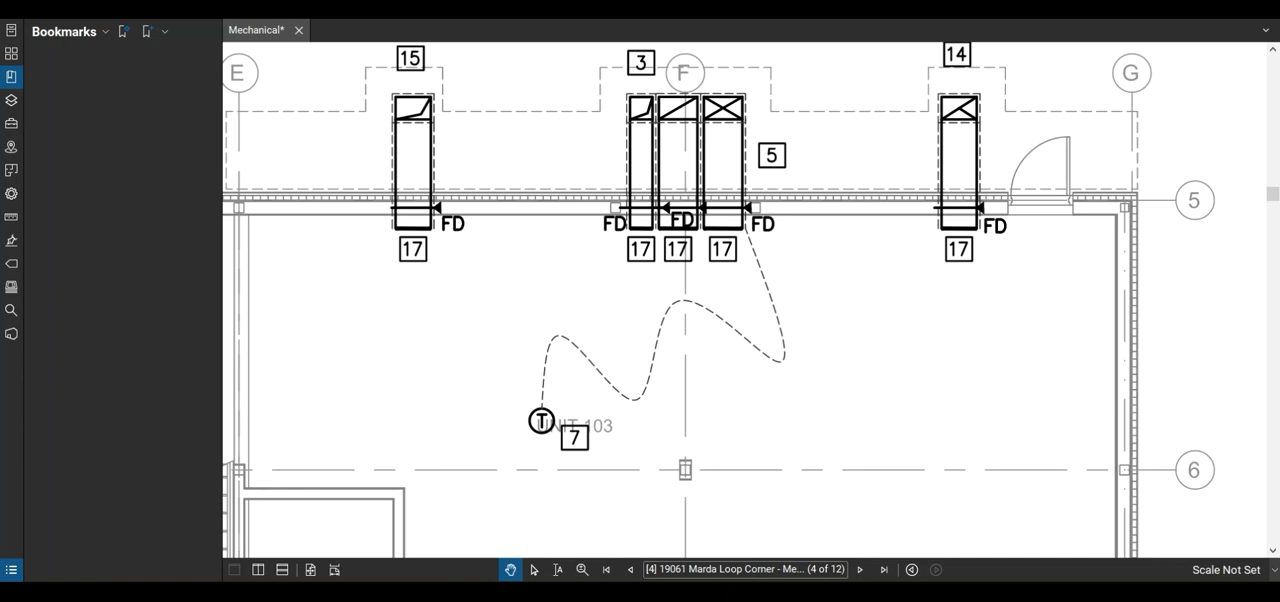 Bookmarks
Mechanical*
E
15
3
F
14
G
5
5
FD
FD
FD
FD
FD
17
17
17
17
17
T
UNIT 103
7
6
[4] 19061 Marda Loop Corner - Me... (4 of 12)
Scale Not Set